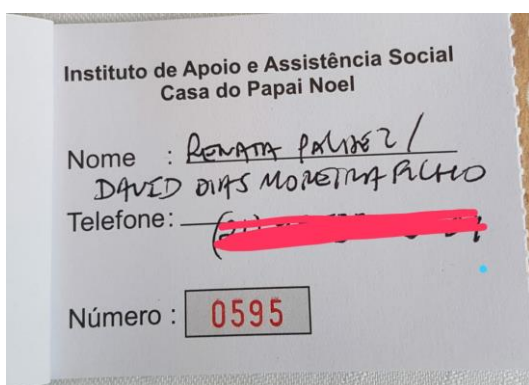 Instituto de Apoio e Assistência Social
Casa do Papai Noel
Nome : RENATA /
DAVID DIAS MOREIRA FILHO
Telefone:
Número : 0595